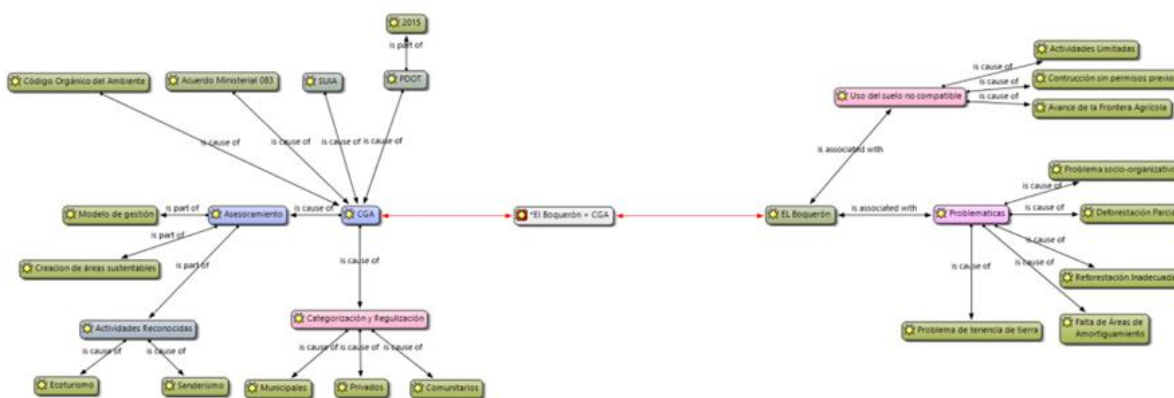 2015
is part of
Código Orgánico del Ambiente
Acuerdo Ministerial 083
SUIA
PDOT
is cause of
is cause of
is cause of
is cause of
Modelo de gestión
is part of
Asesoramiento
is cause of
CGA
*El Boquerón + CGA
Creacion de áreas sustentables
is part of
is part of
is cause of
Actividades Reconocidas
is cause of
is cause of
Ecoturismo
Senderismo
Categorización y Regulización
is cause of
is cause of
is cause of
Municipales
Privados
Comunitarios
Actividades Limitadas
is cause of
Contrucción sin permisos previos
is cause of
Uso del suelo no compatible
is cause of
Avance de la Frontera Agrícola
is associated with
EL Boquerón
is associated with
Problematicas
Problema socio-organizativo
is cause of
is cause of
Deforestación Parcial
is cause of
Reforestación Inadecuada
is cause of
is cause of
Problema de tenencia de tierra
Falta de Áreas de
Amortiguamiento